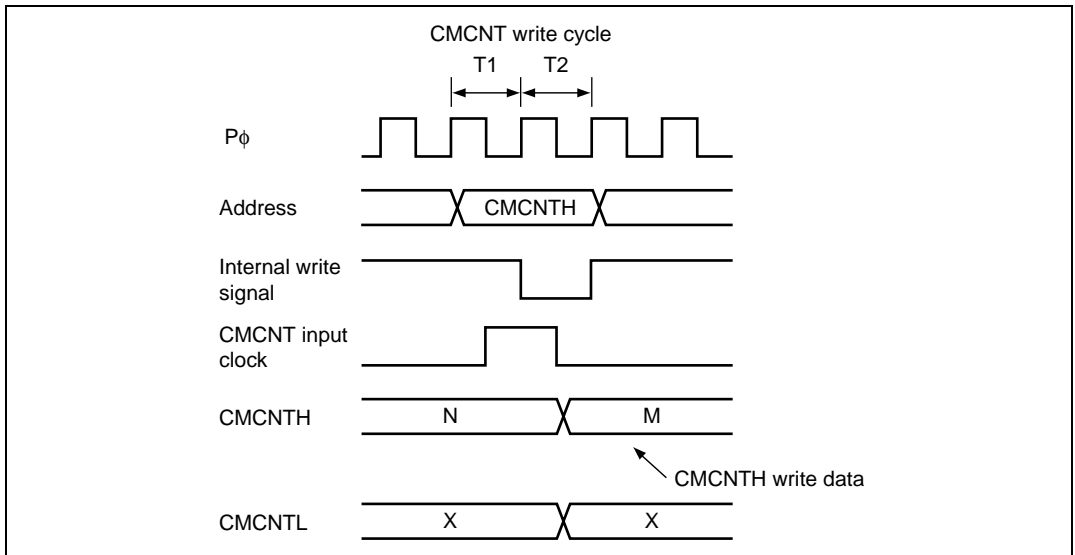 CMCNT write cycle
T1 T2
Pϕ
Address CMCNTH
Internal write
signal
CMCNT input
clock
CMCNTH N M
CMCNTH write data
CMCNTL X X